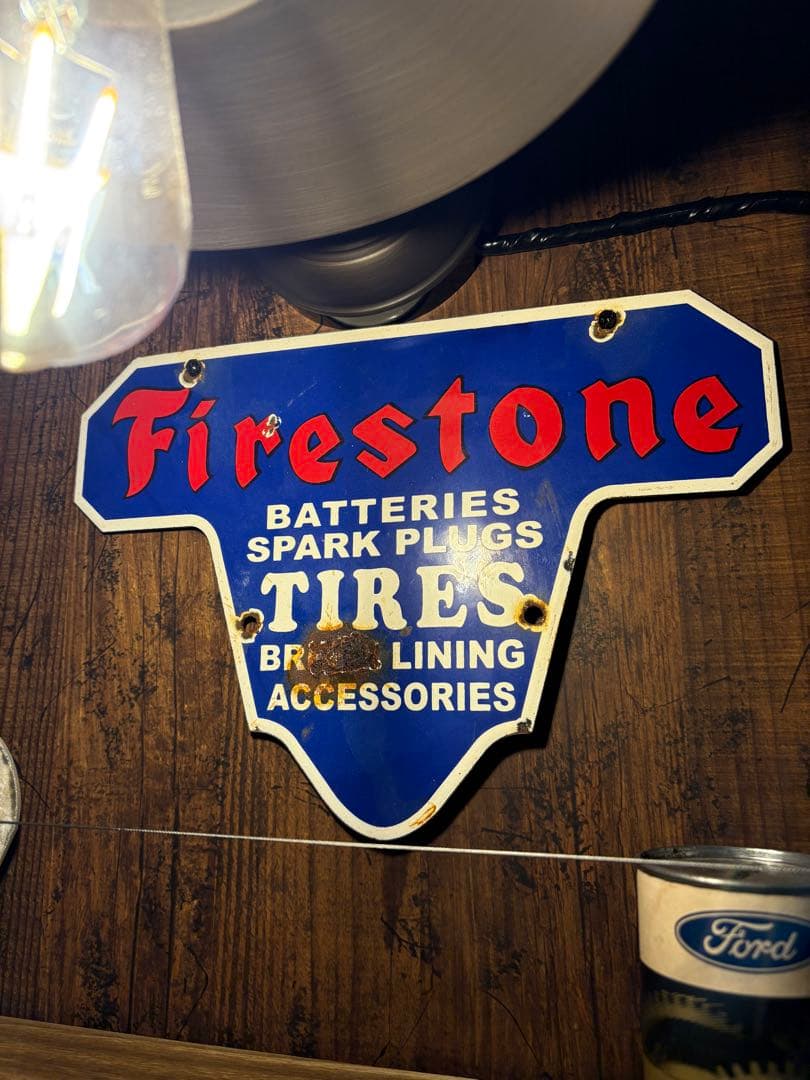 Firestone
BATTERIES
SPARK PLUGS
TIRES
LINING
ACCESSORIES
Ford